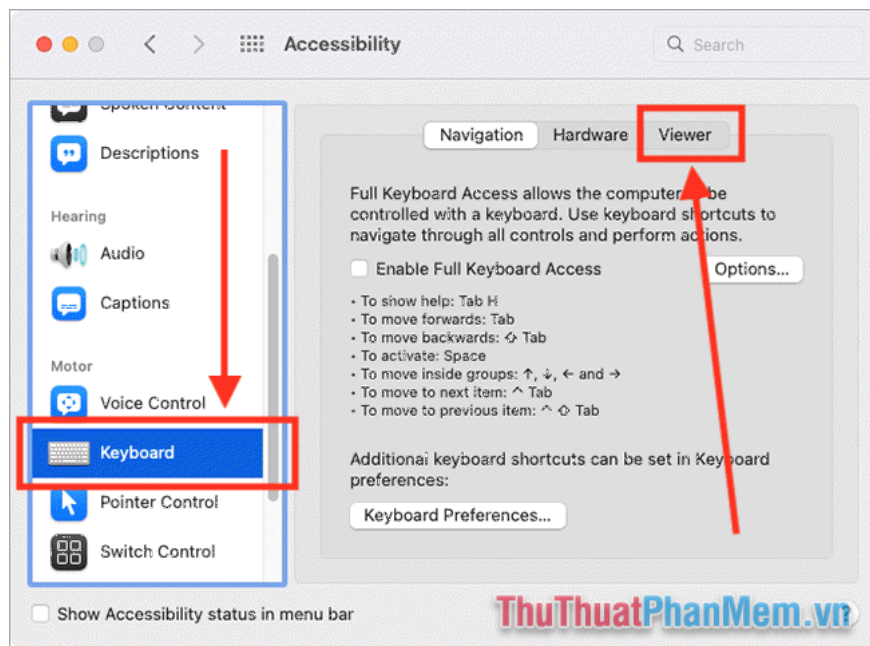 Accessibility
Search
Spoken Content
Descriptions
Hearing
Audio
Captions
Motor
Voice Control
Keyboard
Pointer Control
Switch Control
Navigation
Hardware
Viewer
Full Keyboard Access allows the computer be
controlled with a keyboard. Use keyboard shortcuts to
navigate through all controls and perform actions.
Enable Full Keyboard Access
Options...
• To show help: Tab H
• To move forwards: Tab
• To move backwards: ⇧ Tab
• To activate: Space
• To move inside groups: ↑, ↓, ← and →
• To move to next item: ^ Tab
• To move to previous item: ^ ⇧ Tab
Additional keyboard shortcuts can be set in Keyboard
preferences:
Keyboard Preferences...
Show Accessibility status in menu bar
ThuThuatPhanMem.vn
?